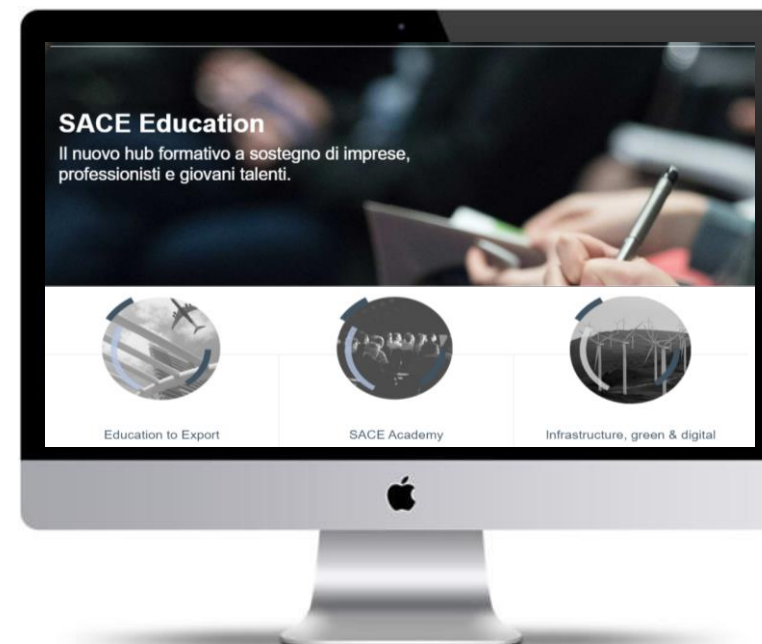 SACE Education
Il nuovo hub formativo a sostegno di imprese,
professionisti e giovani talenti.
Education to Export
SACE Academy
Infrastructure, green & digital